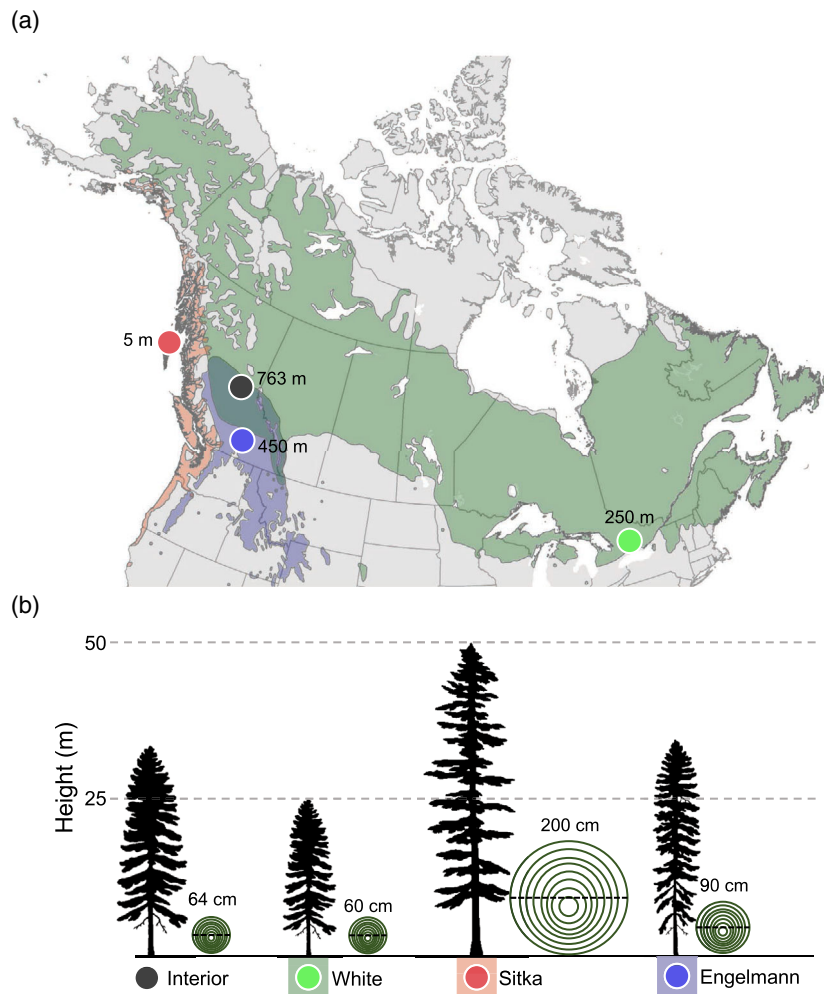 (a)
5 m
763 m
450 m
250 m
(b)
50
25
Height (m)
64 cm
60 cm
200 cm
90 cm
Interior
White
Sitka
Engelmann